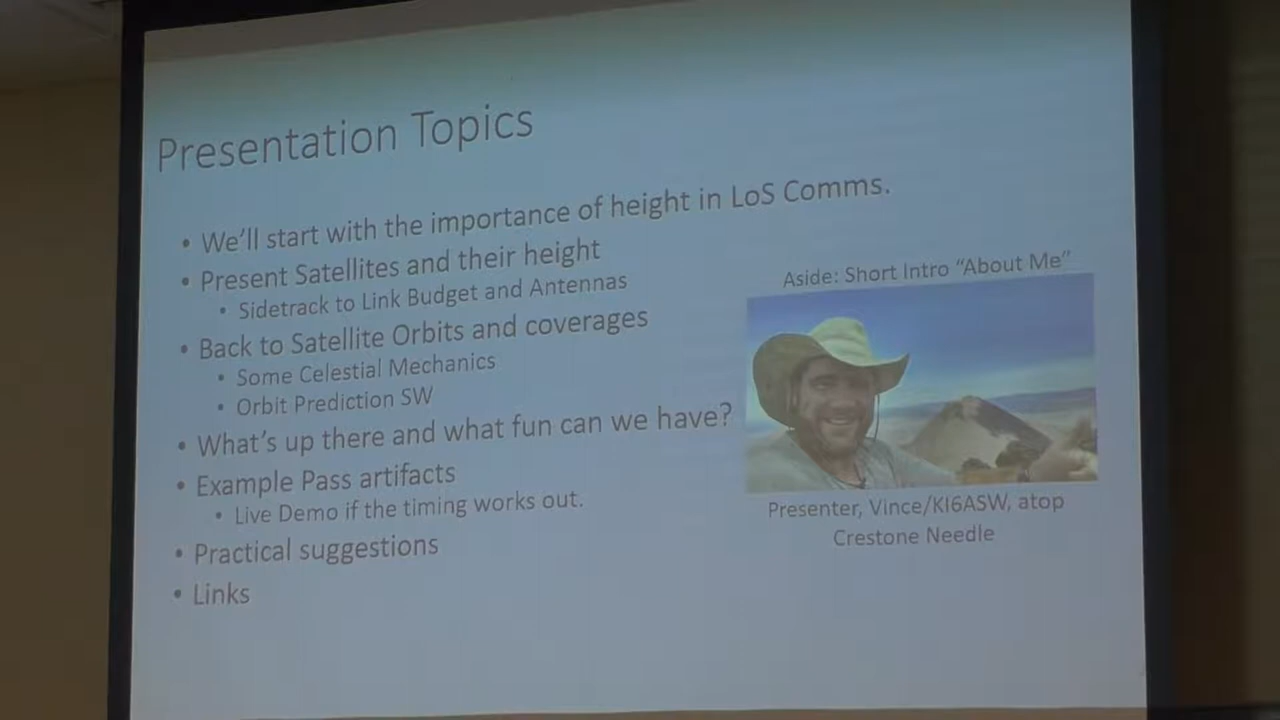 Presentation Topics
• We'll start with the importance of height in LoS Comms.
• Present Satellites and their height
• Sidetrack to Link Budget and Antennas
• Back to Satellite Orbits and coverages
• Some Celestial Mechanics
• Orbit Prediction SW
• What's up there and what fun can we have?
• Example Pass artifacts
• Live Demo if the timing works out.
• Practical suggestions
• Links
Aside: Short Intro “About Me”
Presenter, Vince/KI6ASW, atop
Crestone Needle